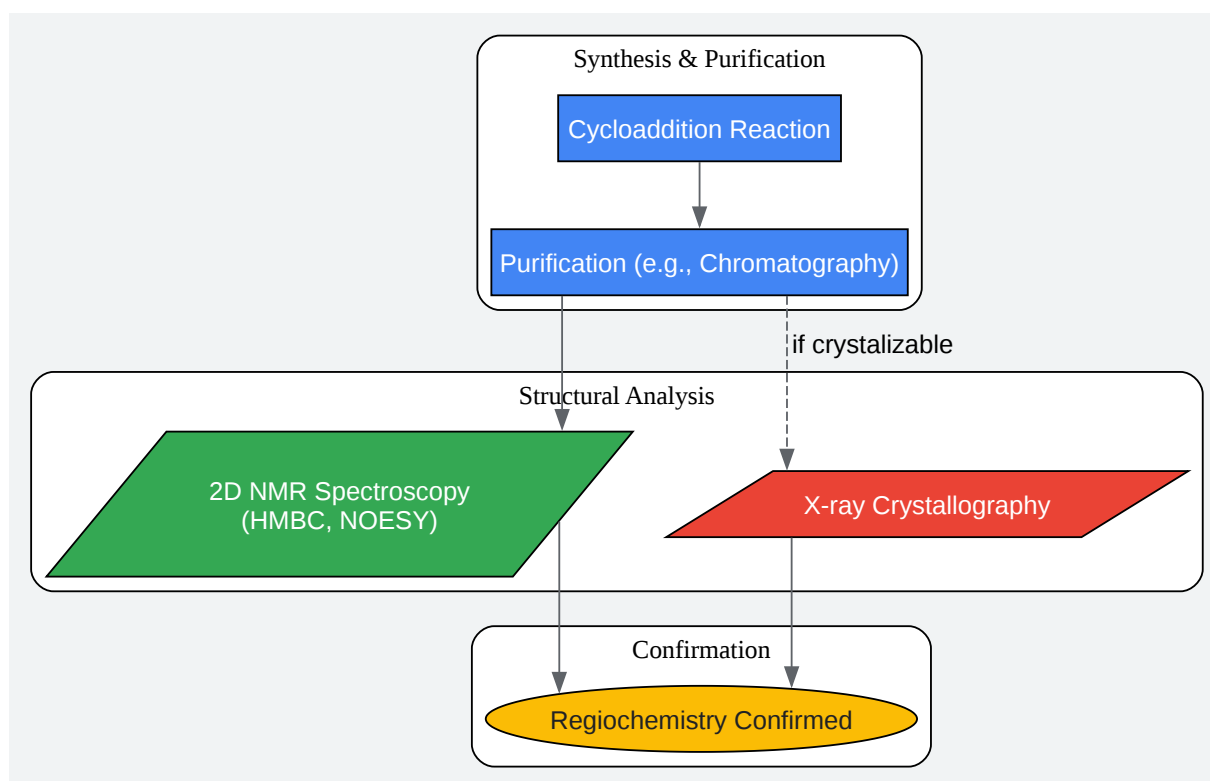 Synthesis & Purification
Cycloaddition Reaction
Purification (e.g., Chromatography)
if crystalizable
Structural Analysis
2D NMR Spectroscopy
(HMBC, NOESY)
X-ray Crystallography
Confirmation
Regiochemistry Confirmed